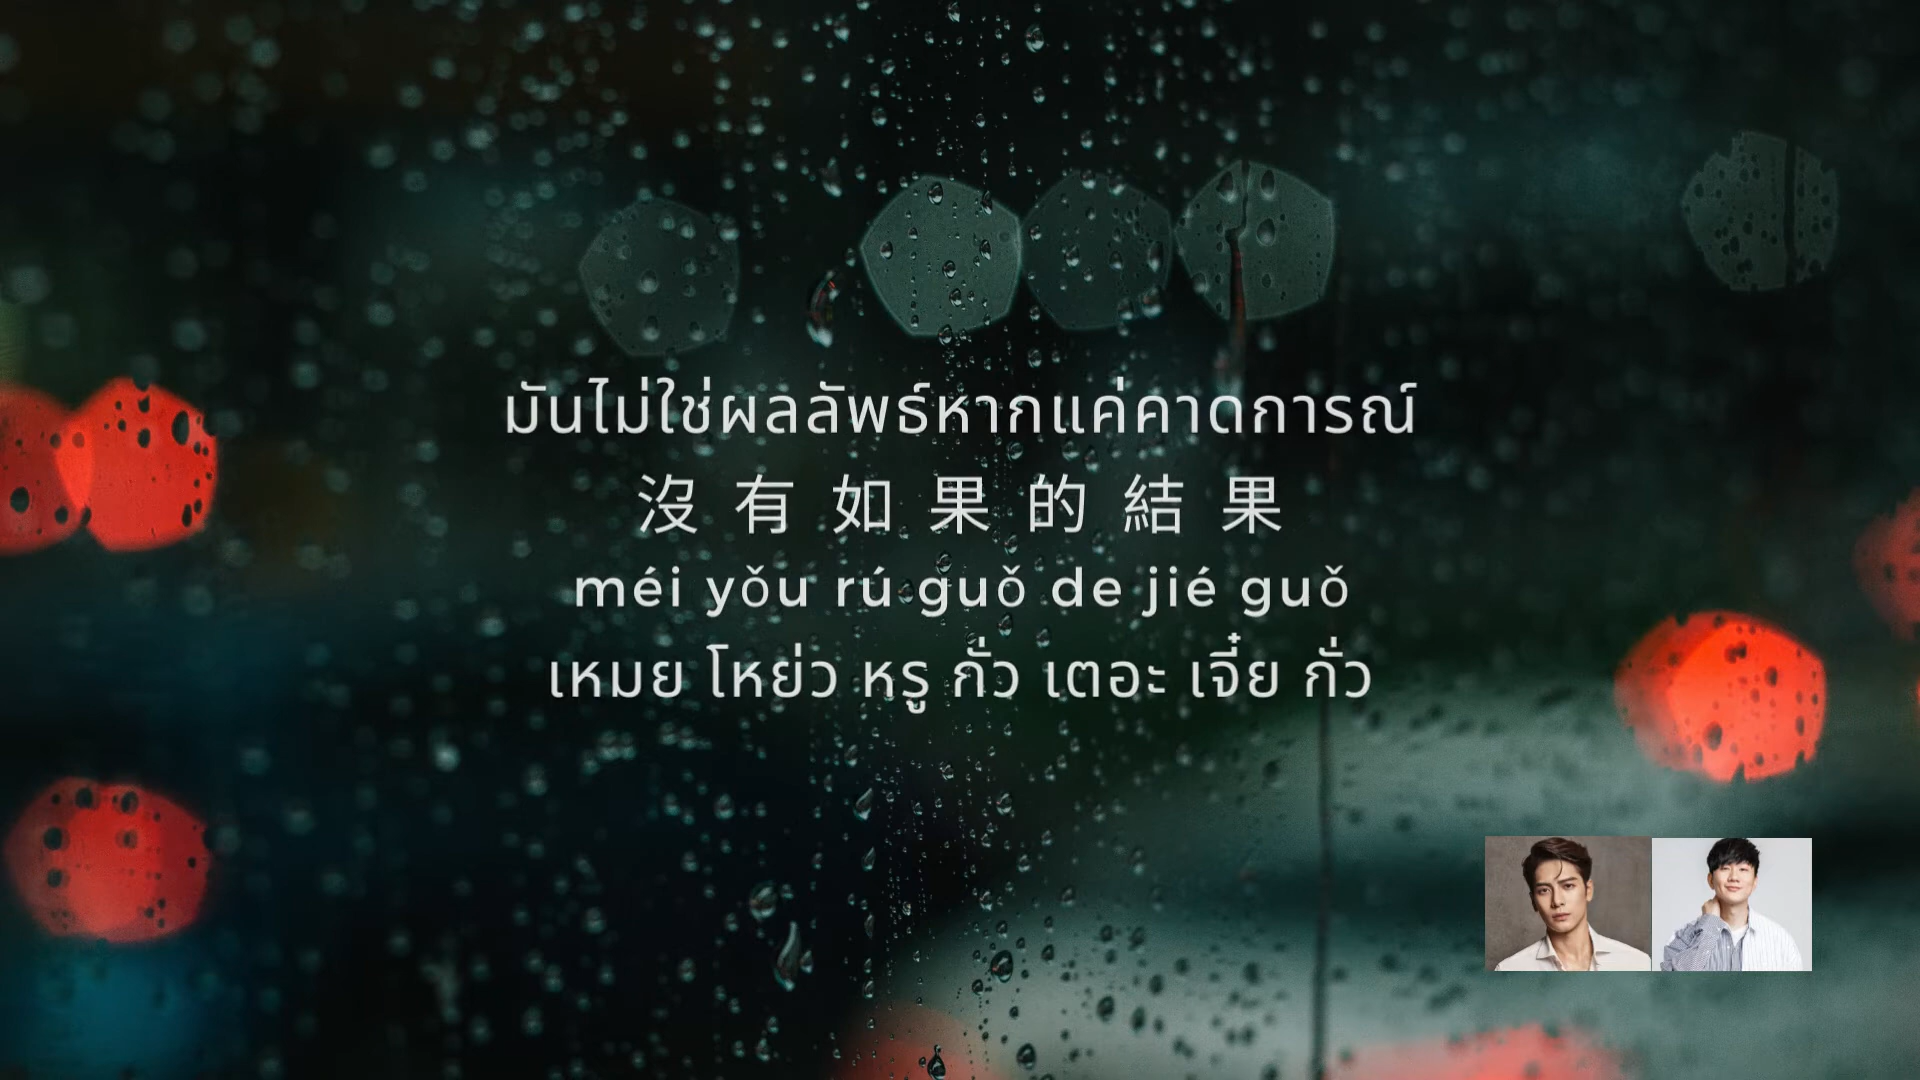 มันไม่ใช่ผลลัพธ์หากแค่คาดการณ์
沒有如果的結果
méi yǒu rú guǒ de jié guǒ
เหมย โหย่ว หรู กั่ว เตอะ เจี๋ย กั่ว